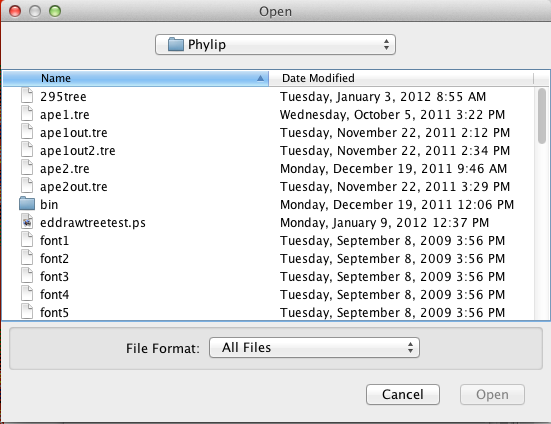 Open
Phylip
Name Date Modified
295tree Tuesday, January 3, 2012 8:55 AM
ape1.tre Wednesday, October 5, 2011 3:22 PM
ape1out.tre Tuesday, November 22, 2011 2:12 PM
ape1out2.tre Tuesday, November 22, 2011 2:34 PM
ape2.tre Monday, December 19, 2011 9:46 AM
ape2out.tre Tuesday, November 22, 2011 3:29 PM
bin Monday, December 19, 2011 12:06 PM
eddrawtreetest.ps Monday, January 9, 2012 12:37 PM
font1 Tuesday, September 8, 2009 3:56 PM
font2 Tuesday, September 8, 2009 3:56 PM
font3 Tuesday, September 8, 2009 3:56 PM
font4 Tuesday, September 8, 2009 3:56 PM
font5 Tuesday, September 8, 2009 3:56 PM
File Format: All Files
Cancel Open